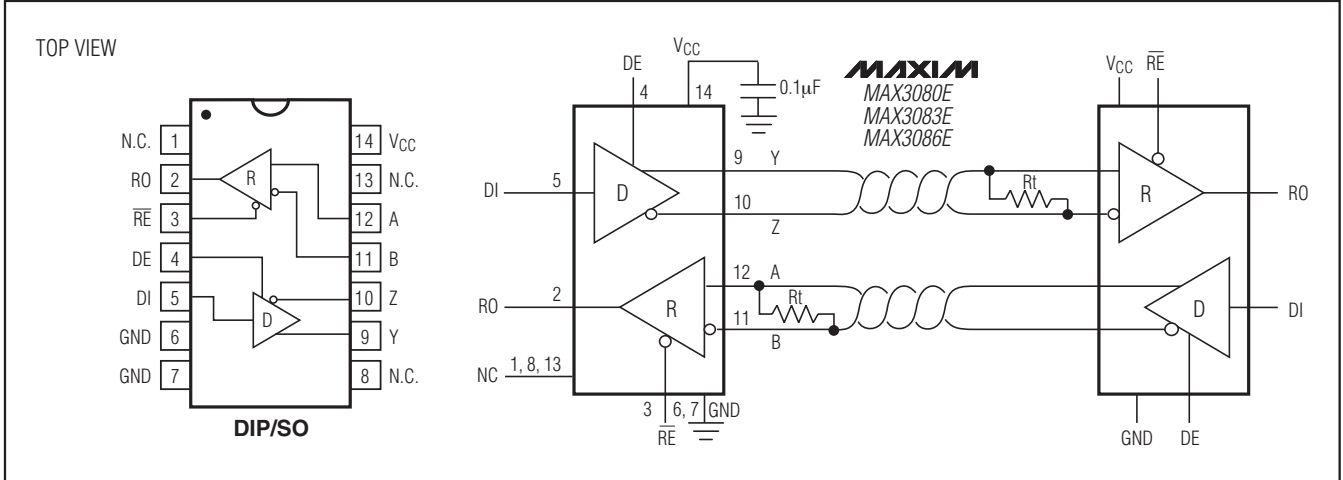 TOP VIEW
N.C. 1
RO 2
R̅E̅ 3
DE 4
DI 5
GND 6
GND 7
14 VCC
13 N.C.
12 A
11 B
10 Z
9 Y
8 N.C.
R
D
DIP/SO
MAXIM
MAX3080E
MAX3083E
MAX3086E
DE
4
VCC
14
0.1µF
DI 5
D
9 Y
10
Z
Rt
RO 2
R
12 A
Rt
11
B
NC 1, 8, 13
3 6, 7 GND
R̅E̅
VCC R̅E̅
R
RO
D
DI
GND DE